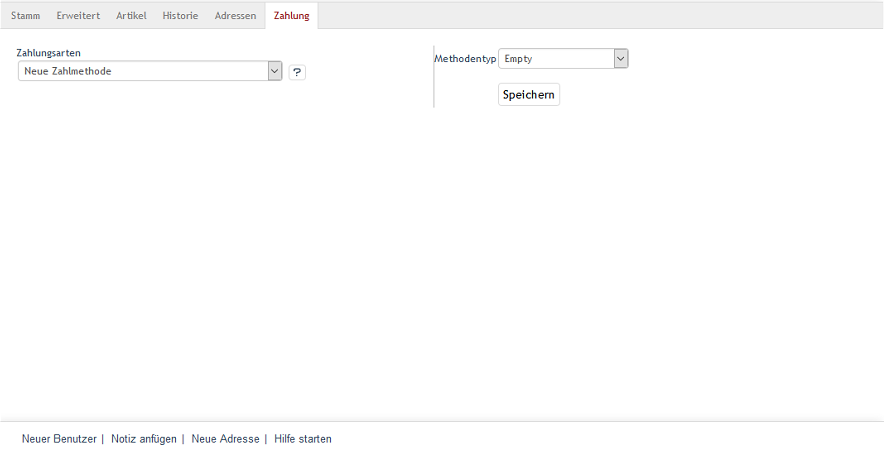 Stamm Erweitert Artikel Historie Adressen Zahlung
Zahlungsarten
Neue Zahlmethode ?
Methodentyp Empty
Speichern
Neuer Benutzer | Notiz anfügen | Neue Adresse | Hilfe starten